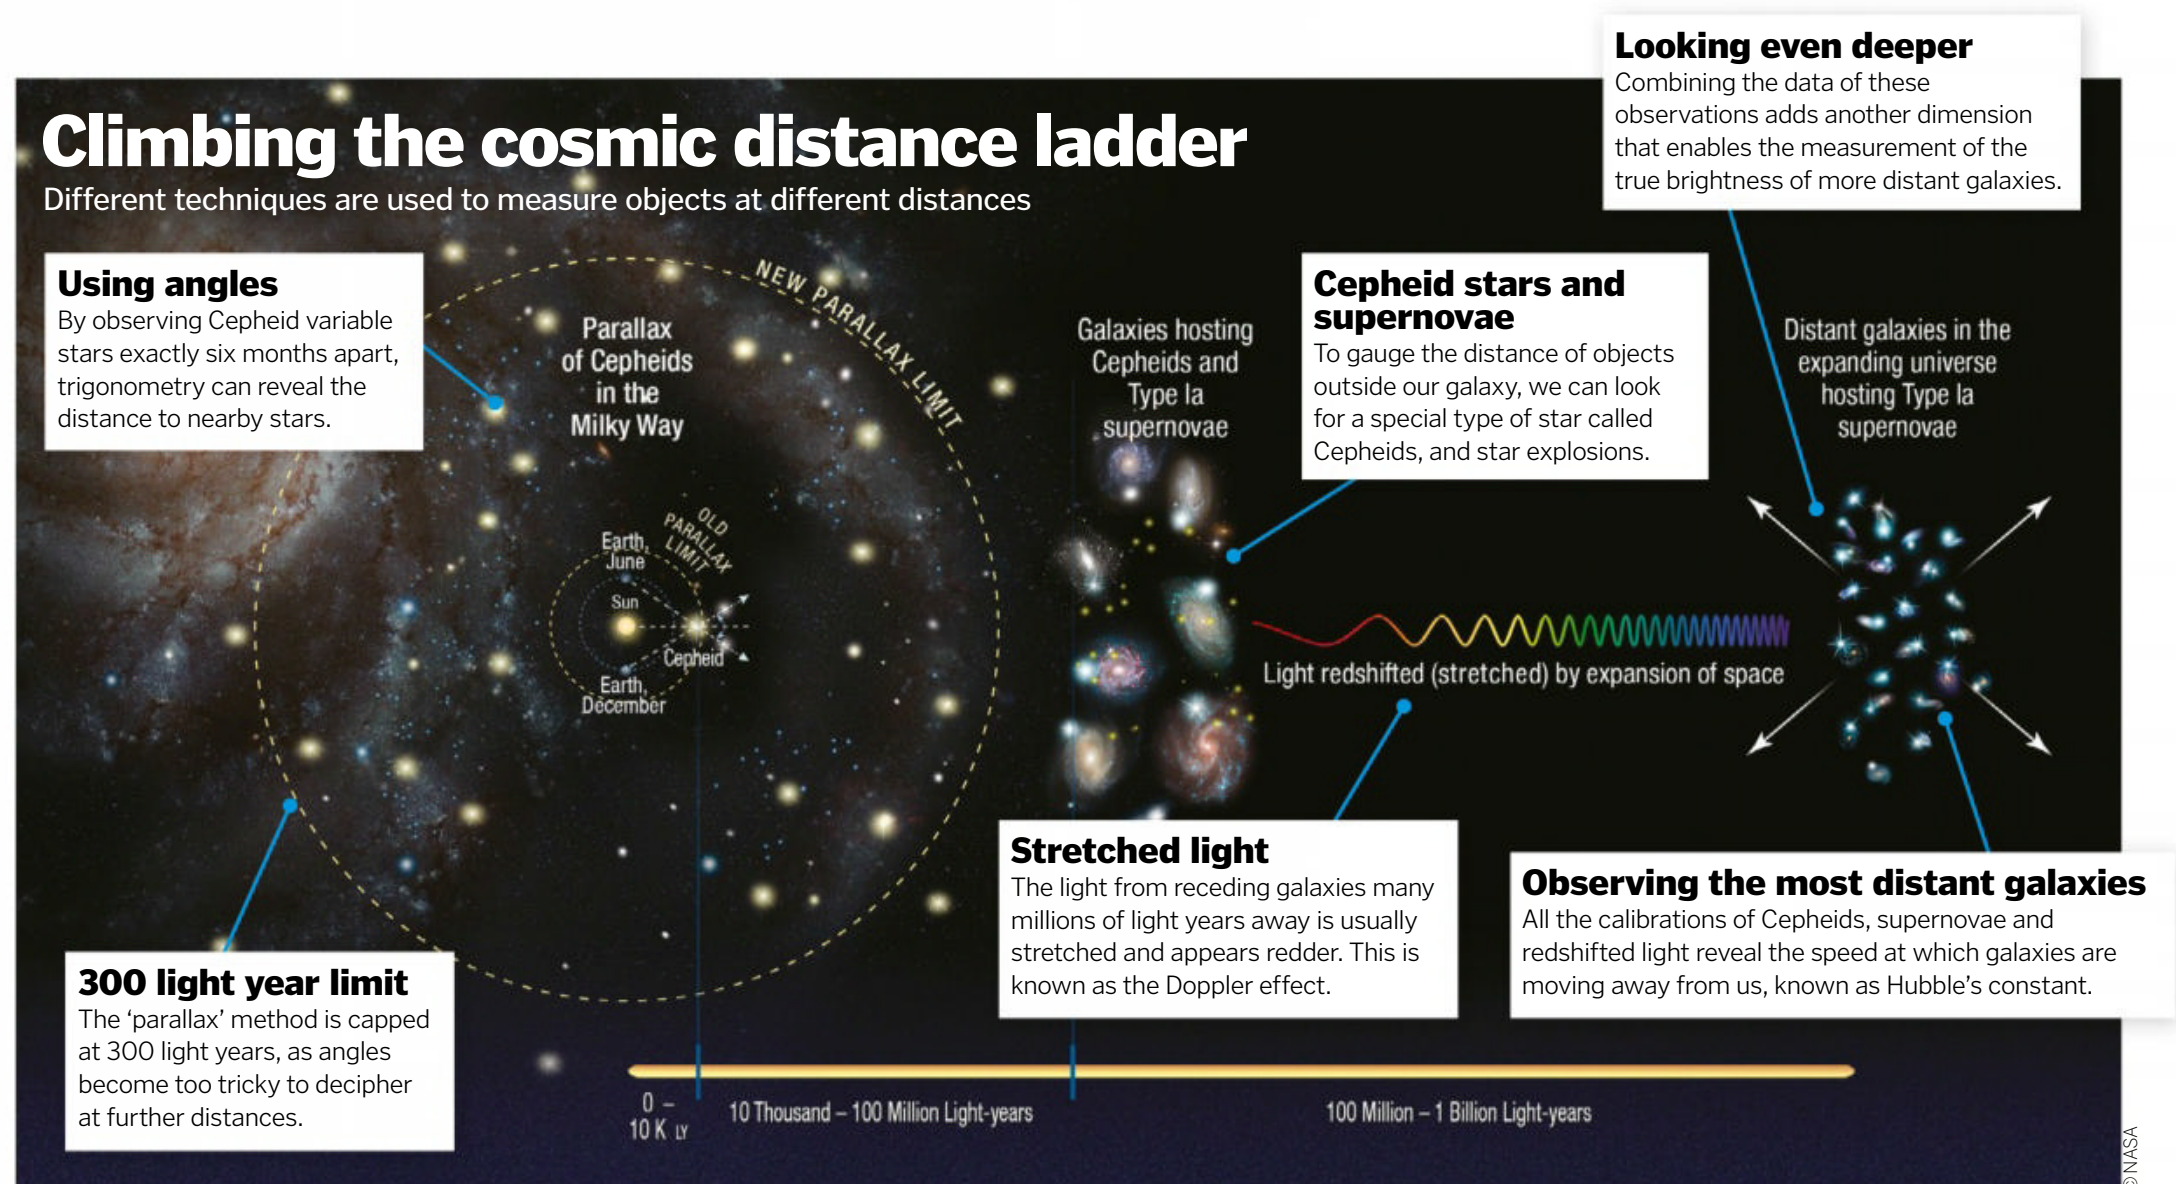 Climbing the cosmic distance ladder
Different techniques are used to measure objects at different distances
Looking even deeper
Combining the data of these
observations adds another dimension
that enables the measurement of the
true brightness of more distant galaxies.
Using angles
By observing Cepheid variable
stars exactly six months apart,
trigonometry can reveal the
distance to nearby stars.
Parallax
of Cepheids
in the
Milky Way
NEW PARALLAX LIMIT
OLD
PARALLAX
LIMIT
Earth,
June
Sun
Cepheid
Earth,
December
Galaxies hosting
Cepheids and
Type Ia
supernovae
Cepheid stars and
supernovae
To gauge the distance of objects
outside our galaxy, we can look
for a special type of star called
Cepheids, and star explosions.
Distant galaxies in the
expanding universe
hosting Type Ia
supernovae
Light redshifted (stretched) by expansion of space
300 light year limit
The ‘parallax’ method is capped
at 300 light years, as angles
become too tricky to decipher
at further distances.
Stretched light
The light from receding galaxies many
millions of light years away is usually
stretched and appears redder. This is
known as the Doppler effect.
Observing the most distant galaxies
All the calibrations of Cepheids, supernovae and
redshifted light reveal the speed at which galaxies are
moving away from us, known as Hubble’s constant.
0 –
10 K LY
10 Thousand – 100 Million Light-years
100 Million – 1 Billion Light-years
© NASA